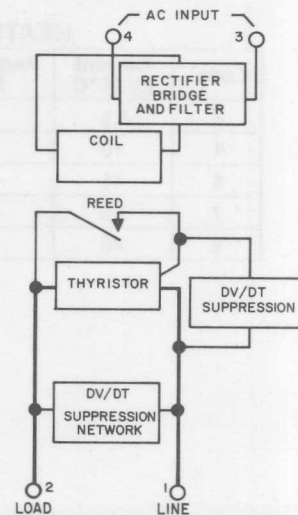 AC INPUT
4
3
RECTIFIER
BRIDGE
AND FILTER
COIL
REED
THYRISTOR
DV/DT
SUPPRESSION
DV/DT
SUPPRESSION
NETWORK
2
1
LOAD
LINE